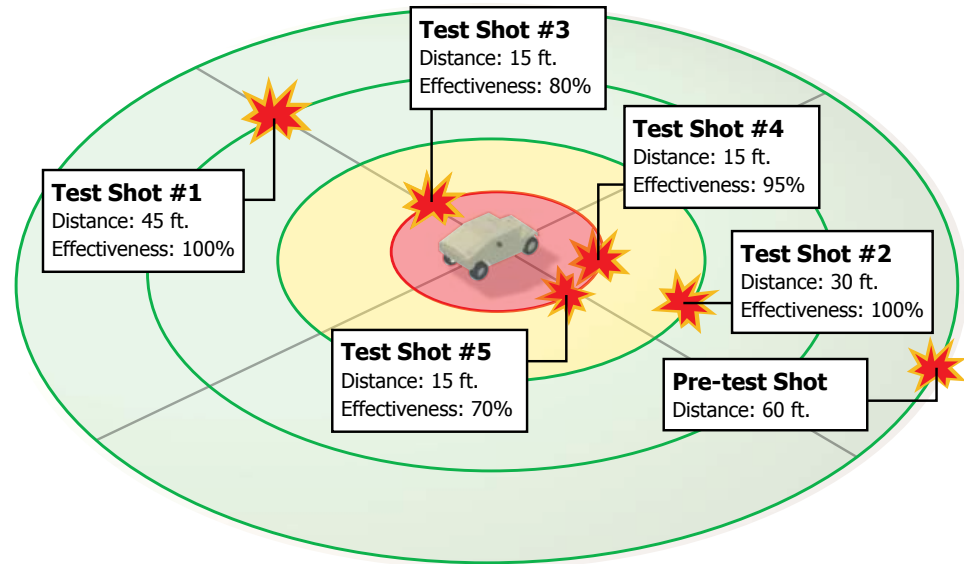 Test Shot #3
Distance: 15 ft.
Effectiveness: 80%
Test Shot #4
Distance: 15 ft.
Effectiveness: 95%
Test Shot #1
Distance: 45 ft.
Effectiveness: 100%
Test Shot #2
Distance: 30 ft.
Effectiveness: 100%
Test Shot #5
Distance: 15 ft.
Effectiveness: 70%
Pre-test Shot
Distance: 60 ft.